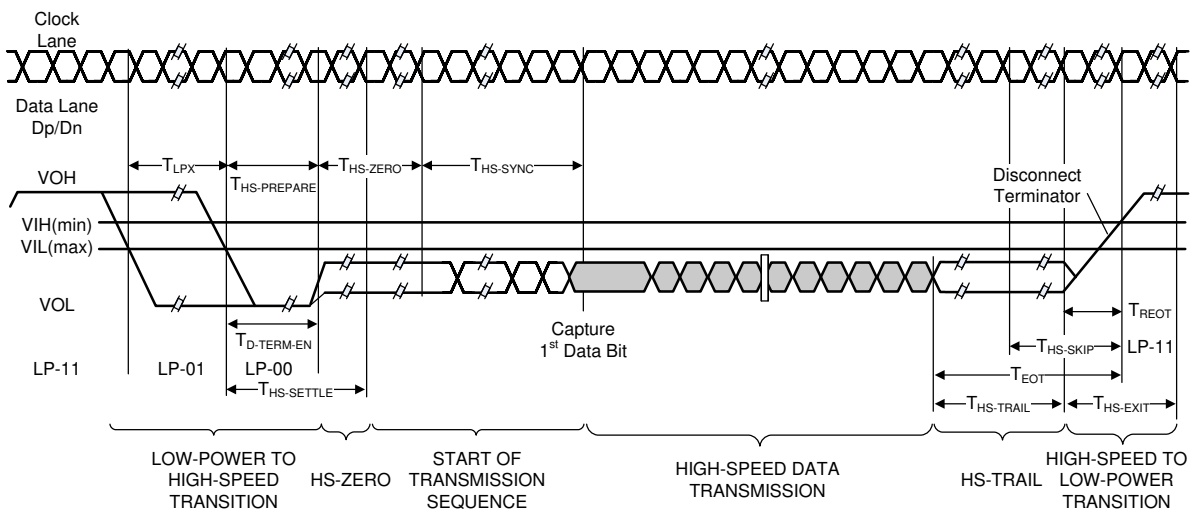 Clock
Lane
Data Lane
Dp/Dn
TLPX
THS-PREPARE
THS-ZERO
THS-SYNC
VOH
VIH(min)
VIL(max)
VOL
Disconnect
Terminator
TD-TERM-EN
Capture
1st Data Bit
TREOT
THS-SKIP
LP-11
LP-11
LP-01
LP-00
THS-SETTLE
TEOT
THS-TRAIL
THS-EXIT
LOW-POWER TO
HIGH-SPEED
TRANSITION
HS-ZERO
START OF
TRANSMISSION
SEQUENCE
HIGH-SPEED DATA
TRANSMISSION
HS-TRAIL
HIGH-SPEED TO
LOW-POWER
TRANSITION